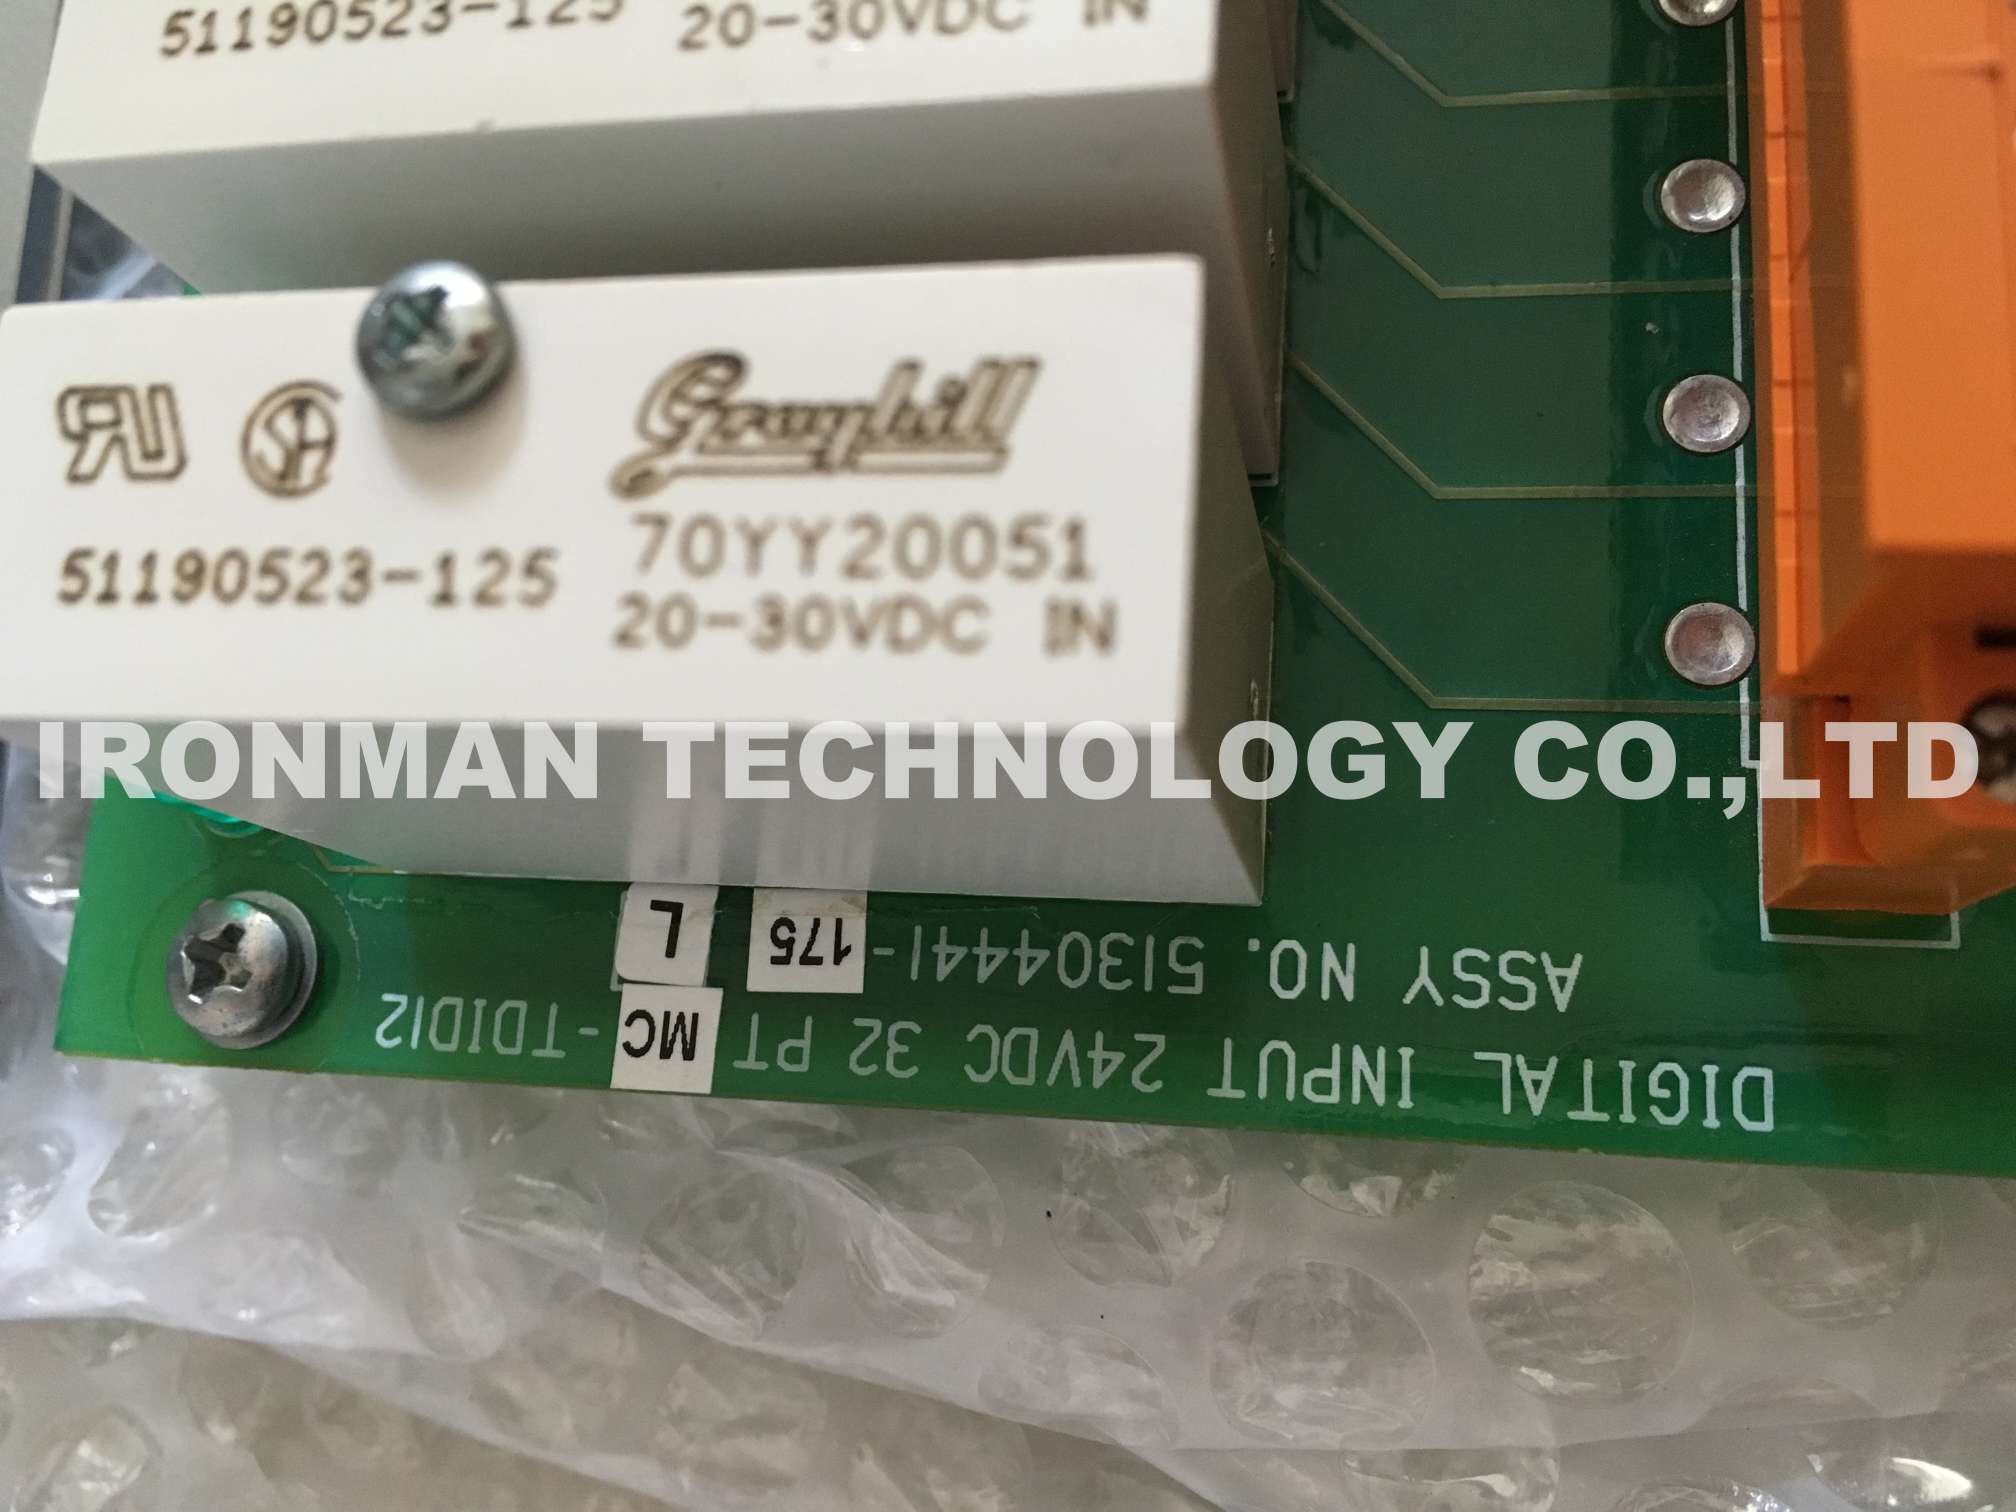 51190523-125 20-30VDC IN
Grayhill
70YY20051
51190523-125
20-30VDC IN
IRONMAN TECHNOLOGY CO.,LTD
DIGITAL INPUT 24VDC 32 PT MC -TDID12
ASSY NO. 51304441-175 L